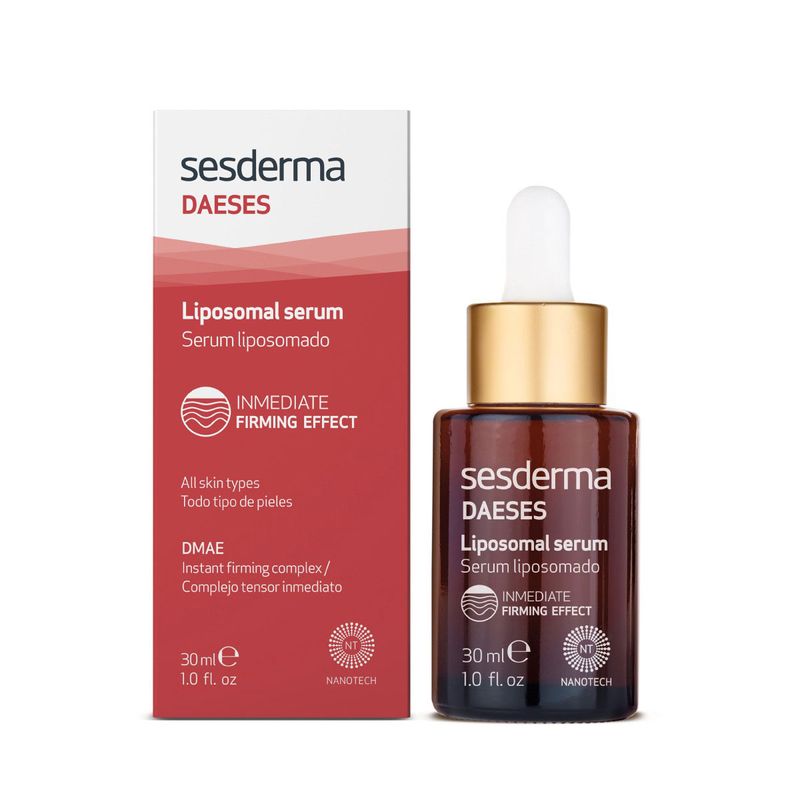 sesderma
DAESES
Liposomal serum
Serum liposomado
INMEDIATE
FIRMING EFFECT
All skin types
Todo tipo de pieles
DMAE
Instant firming complex /
Complejo tensor inmediato
30 ml ℮
1.0 fl. oz
NT
NANOTECH
sesderma
DAESES
Liposomal serum
Serum liposomado
INMEDIATE
FIRMING EFFECT
30 ml ℮
1.0 fl. oz
NT
NANOTECH